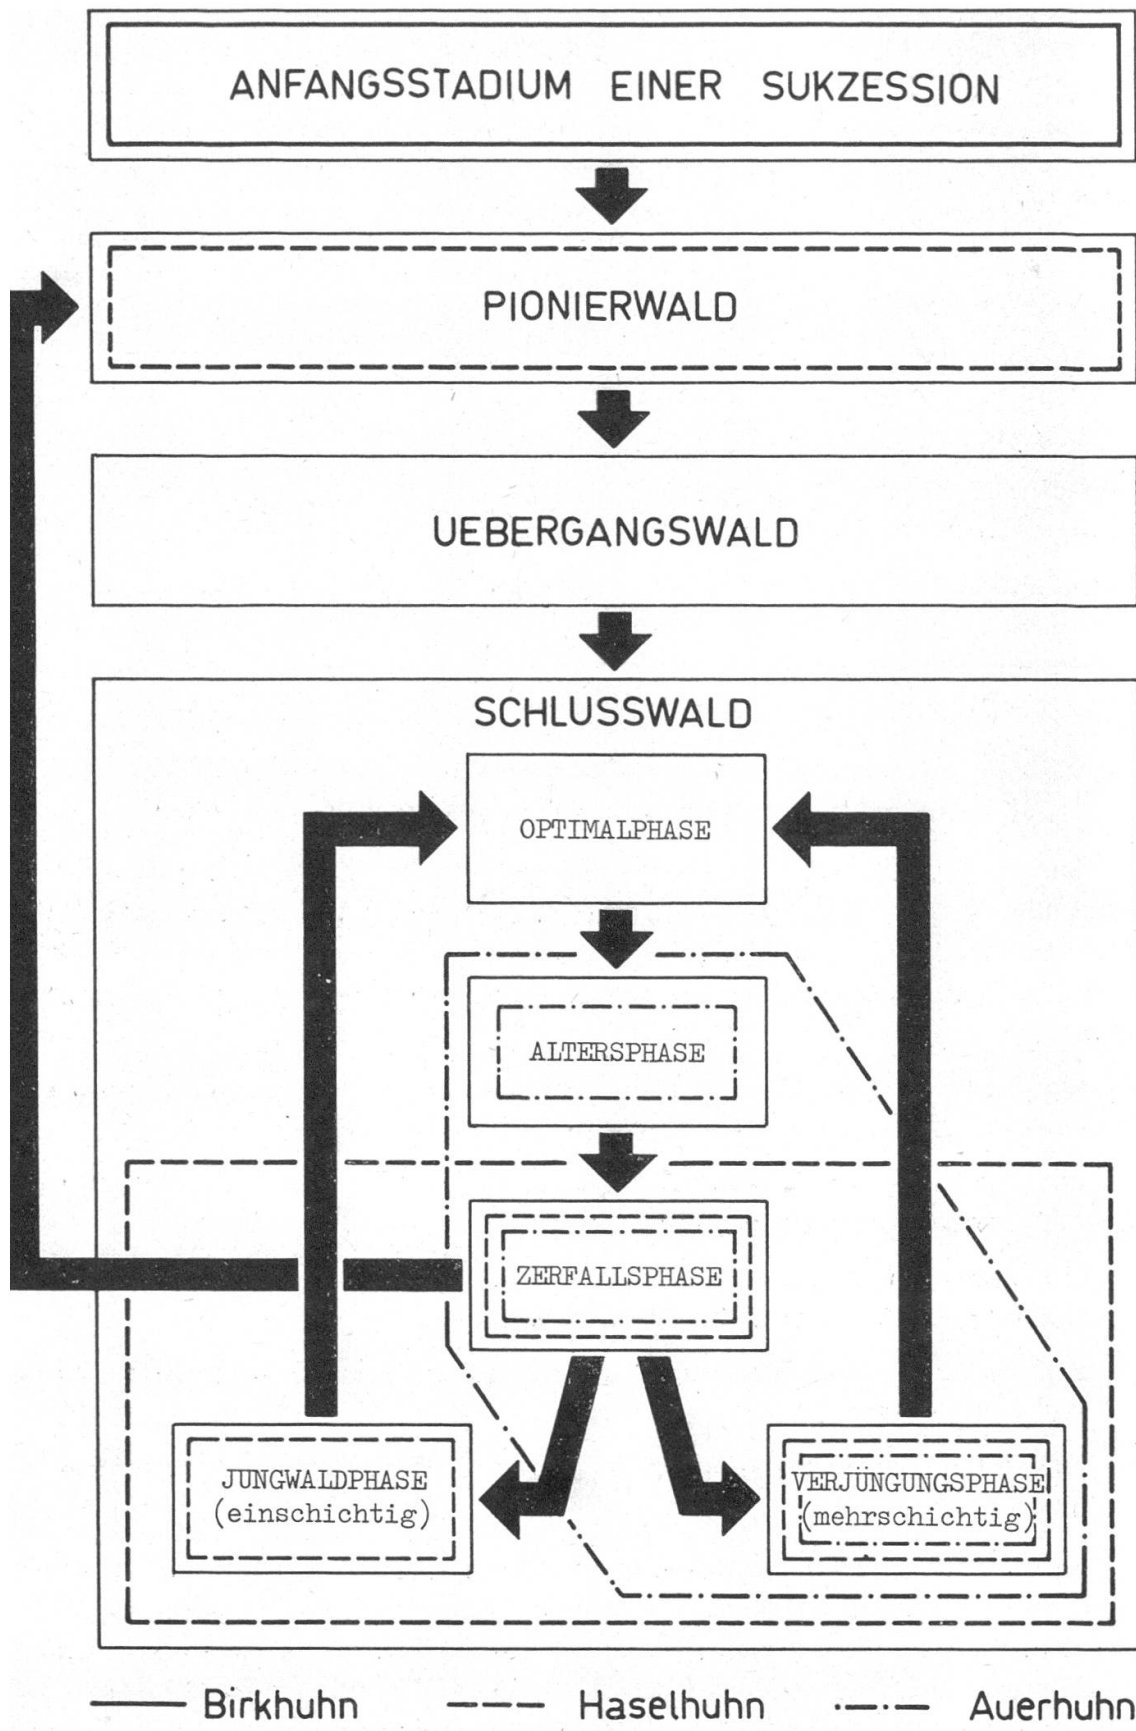 ANFANGSSTADIUM EINER SUKZESSION
PIONIERWALD
UEBERGANGSWALD
SCHLUSSWALD
OPTIMALPHASE
ALTERSPHASE
ZERFALLSPHASE
JUNGWALDPHASE
(einschichtig)
VERJÜNGUNGSPHASE
(mehrschichtig)
Birkhuhn Haselhuhn Auerhuhn